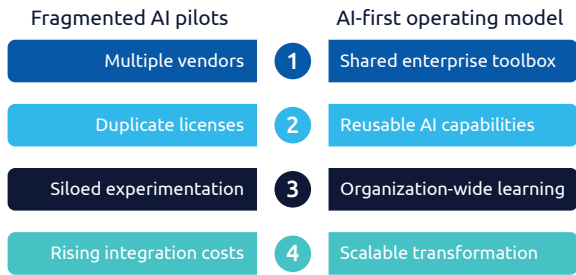 Fragmented AI pilots
AI-first operating model
Multiple vendors
1
Shared enterprise toolbox
Duplicate licenses
2
Reusable AI capabilities
Siloed experimentation
3
Organization-wide learning
Rising integration costs
4
Scalable transformation